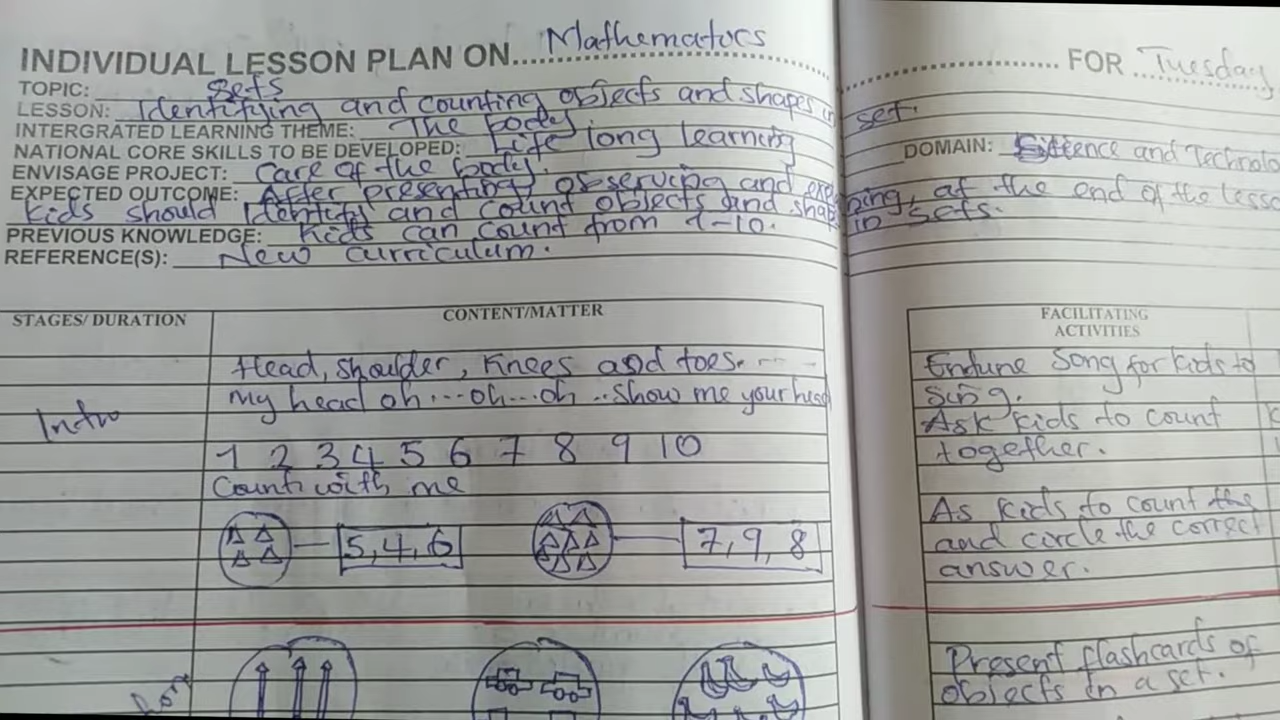 INDIVIDUAL LESSON PLAN ON Mathematics FOR Tuesday
TOPIC: Sets
LESSON: Identifying and counting objects and shapes in set.
INTERGRATED LEARNING THEME: The body
NATIONAL CORE SKILLS TO BE DEVELOPED: Life long learning DOMAIN: Science and Technolo
ENVISAGE PROJECT: Care of the body.
EXPECTED OUTCOME: After presenting, observing and at the end of the lesso
kids should Identify and count objects and shap in sets.
PREVIOUS KNOWLEDGE: Kids can count from 1-10.
REFERENCE(S): New curriculum.
STAGES/ DURATION
CONTENT/MATTER
Intro
Head, shoulder, Knees and toes.
My head oh...oh...oh..show me your head
1 2 3 4 5 6 7 8 9 10
Count with me
5,4,6
7,9,8
FACILITATING
ACTIVITIES
Endune Song for kids to
sing.
Ask kids to count
together.
As kids to count the
and circle the correct
answer.
Present flashcards of
objects in a set.